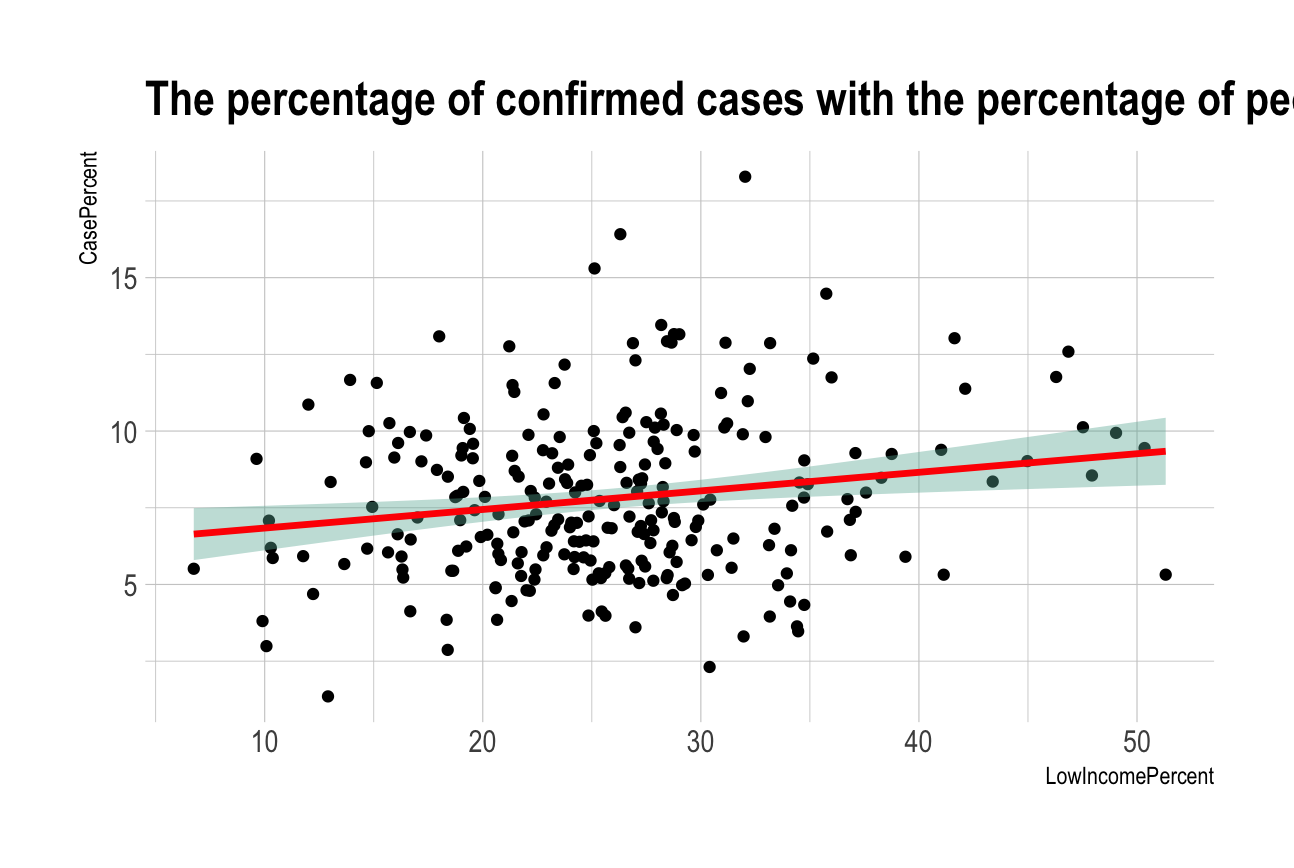 The percentage of confirmed cases with the percentage of
CasePercent
15
10
5
10 20 30 40 50
LowIncomePercent